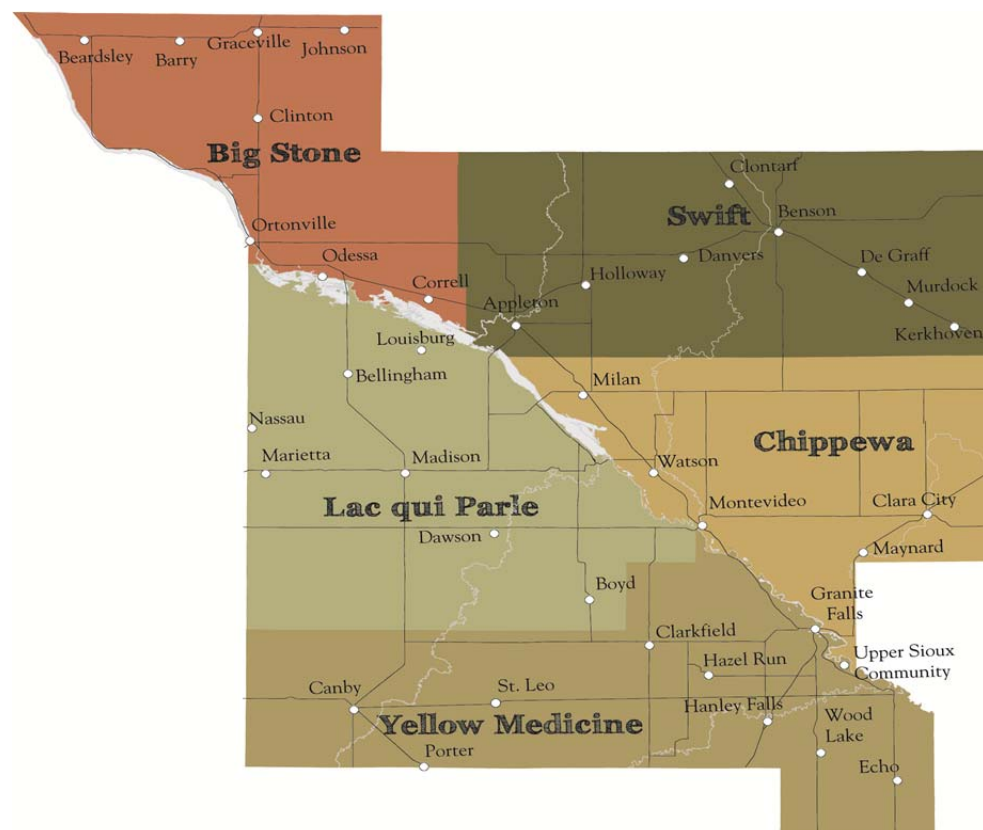 Graceville
Johnson
Beardsley
Barry
Clinton
Big Stone
Clontarf
Swift
Benson
Ortonville
Odessa
Danvers
De Graff
Holloway
Correll
Appleton
Murdock
Kerkhoven
Louisburg
Bellingham
Milan
Nassau
Chippewa
Marietta
Madison
Watson
Lac qui Parle
Montevideo
Clara City
Dawson
Maynard
Boyd
Granite
Falls
Clarkfield
Hazel Run
Upper Sioux
Community
Canby
St. Leo
Hanley Falls
Yellow Medicine
Wood
Lake
Porter
Echo